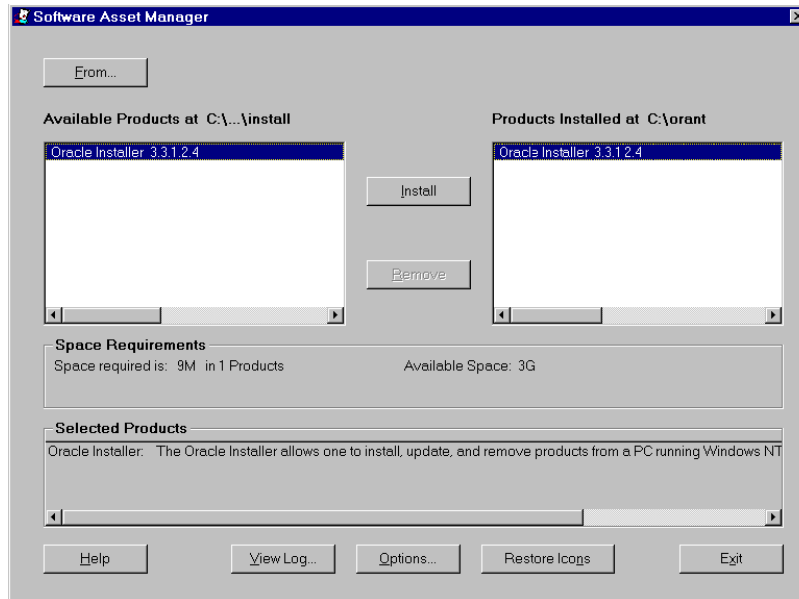 Software Asset Manager
From...
Available Products at C:\...\install
Products Installed at C:\orant
Oracle Installer 3.3.1.2.4
Oracle Installer 3.3.1.2.4
Install
Remove
Space Requirements
Space required is: 9M in 1 Products
Available Space: 3G
Selected Products
Oracle Installer: The Oracle Installer allows one to install, update, and remove products from a PC running Windows NT
Help
View Log...
Options...
Restore Icons
Exit